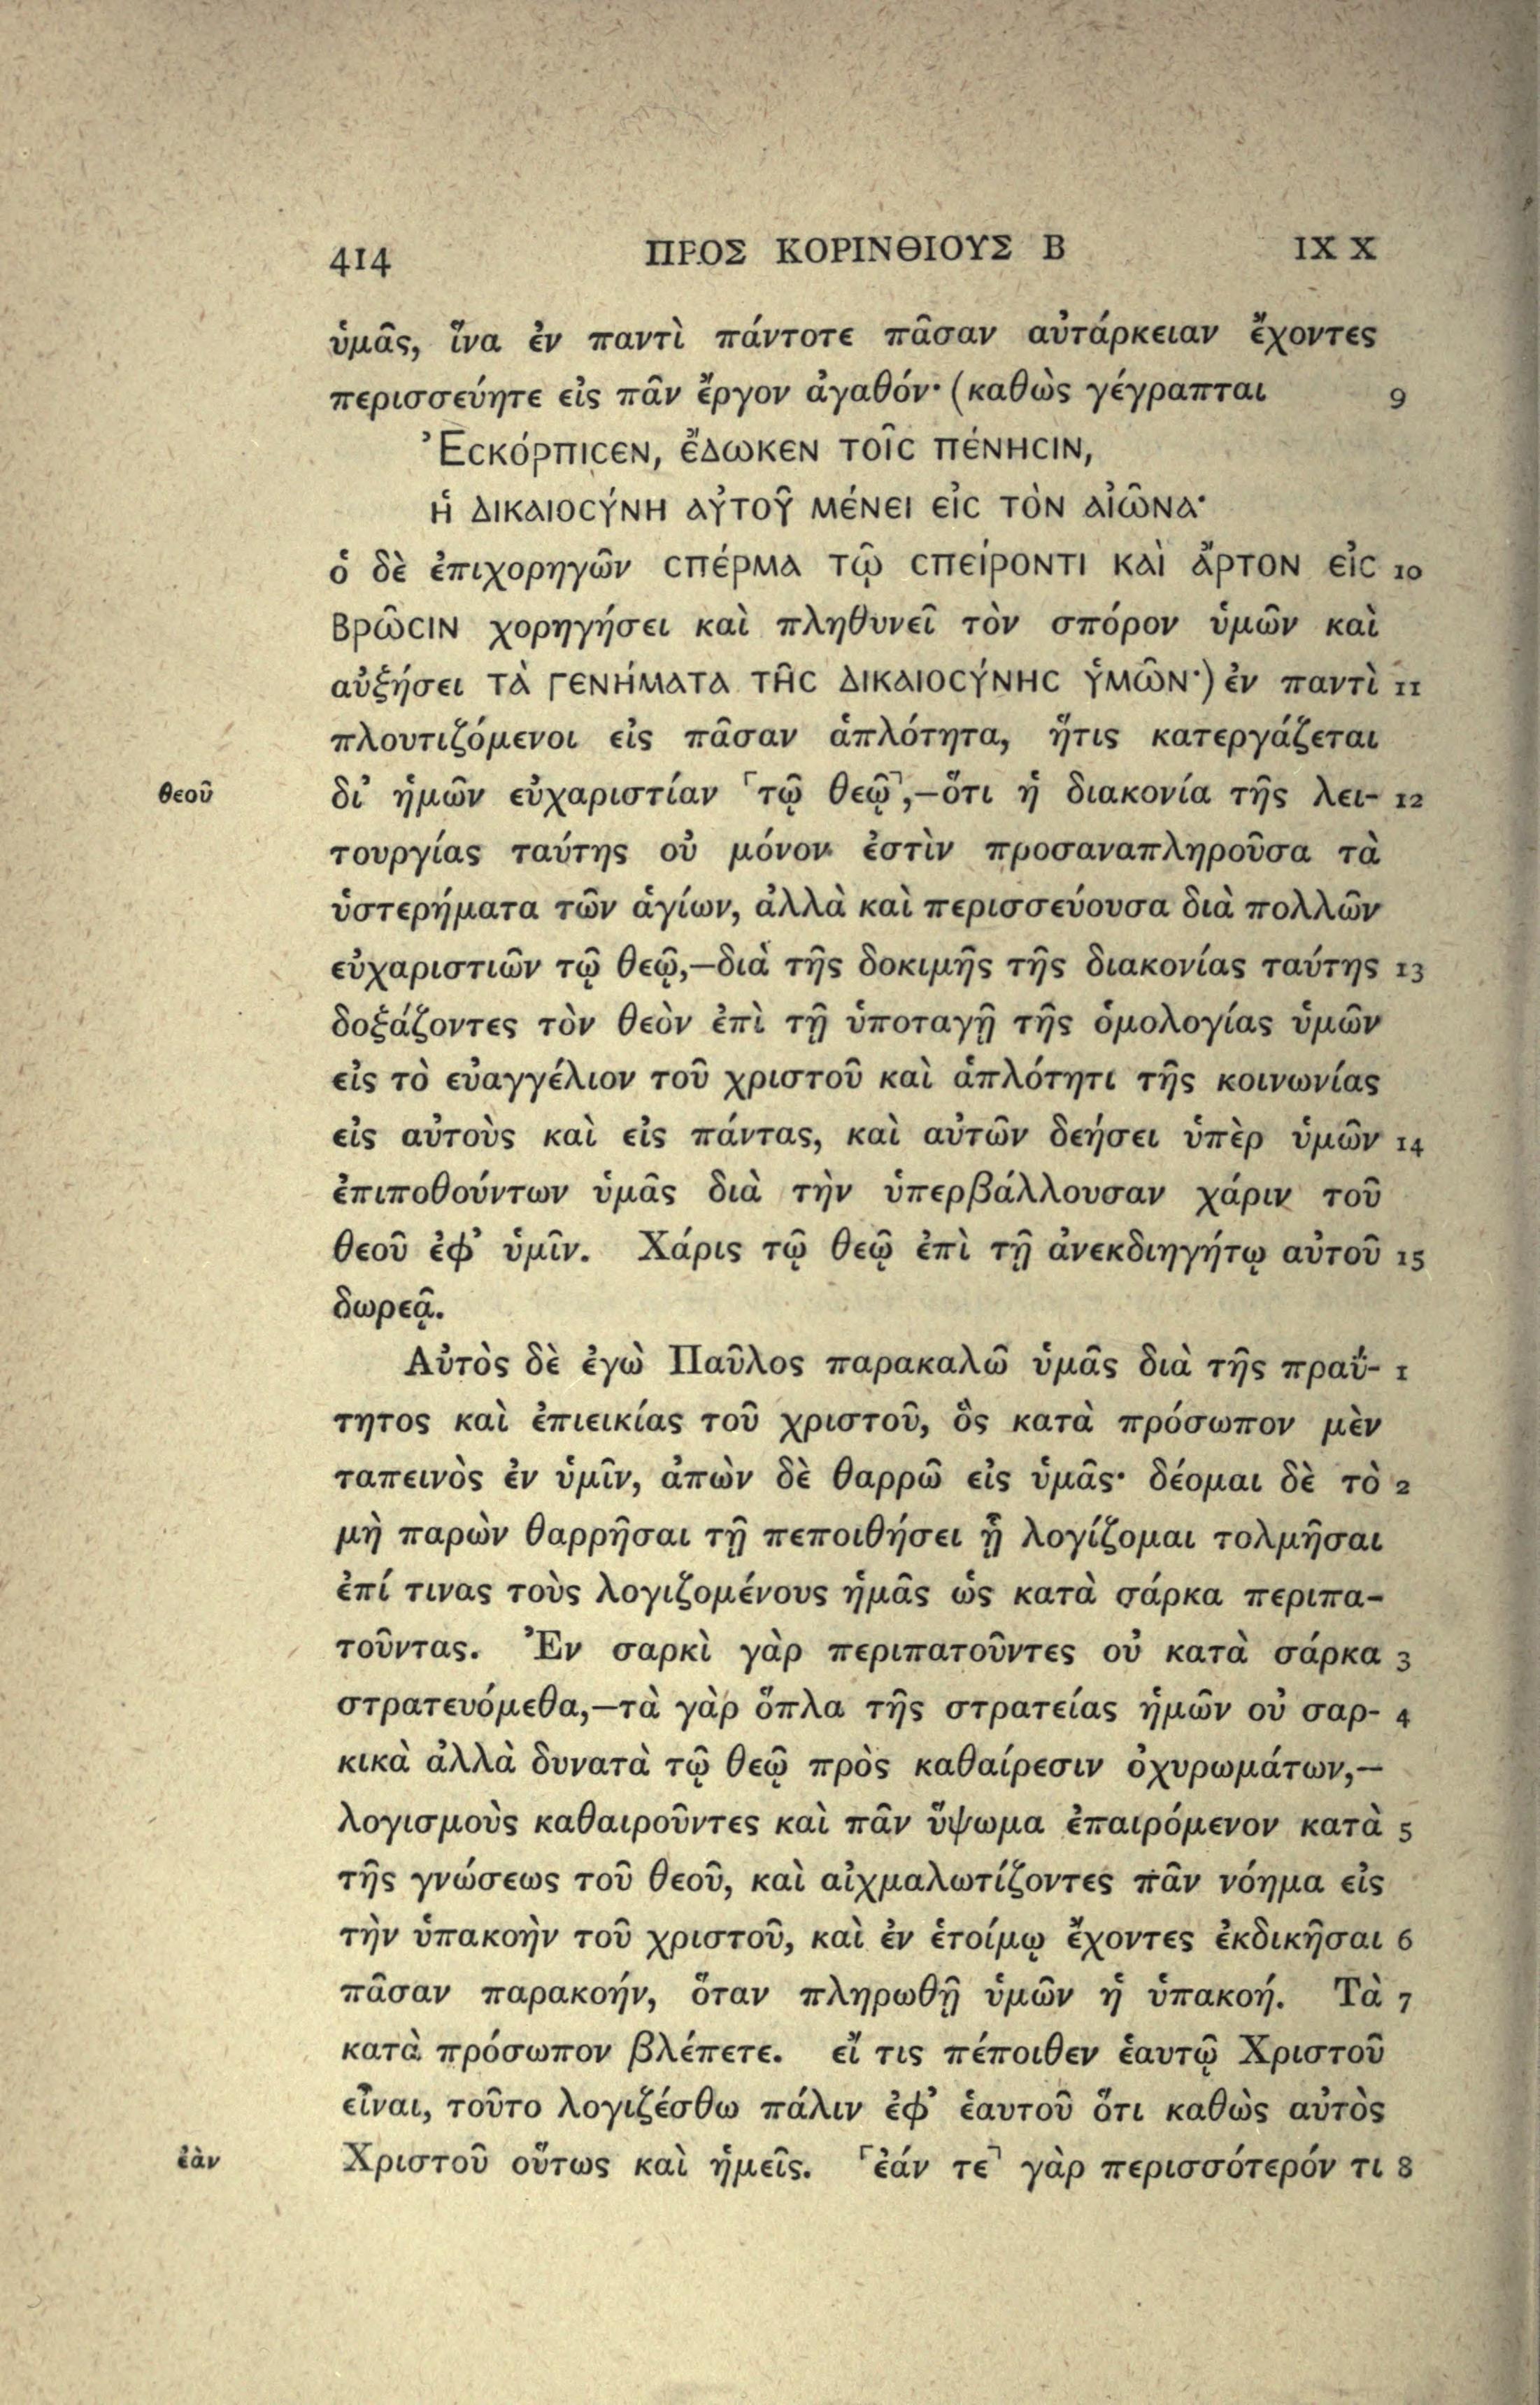 414 ΠΡΟΣ ΚΟΡΙΝΘΙΟΥΣ Β IX X
ὑμᾶς, ἵνα ἐν παντὶ πάντοτε πᾶσαν αὐτάρκειαν ἔχοντες
περισσεύητε εἰς πᾶν ἔργον ἀγαθόν· (καθὼς γέγραπται 9
Ἐσκόρπισεν, ἔδωκεν τοῖς πένησιν,
ἡ δικαιοσύνη αὐτοῦ μένει εἰς τὸν αἰῶνα·
ὁ δὲ ἐπιχορηγῶν σπέρμα τῷ σπείροντι καὶ ἄρτον εἰς 10
βρῶσιν χορηγήσει καὶ πληθυνεῖ τὸν σπόρον ὑμῶν καὶ
αὐξήσει τὰ γενήματα τῆς δικαιοσύνης ὑμῶν·) ἐν παντὶ 11
πλουτιζόμενοι εἰς πᾶσαν ἁπλότητα, ἥτις κατεργάζεται
θεοῦ δι' ἡμῶν εὐχαριστίαν ⸢τῷ θεῷ⸣,—ὅτι ἡ διακονία τῆς λει- 12
τουργίας ταύτης οὐ μόνον ἐστὶν προσαναπληροῦσα τὰ
ὑστερήματα τῶν ἁγίων, ἀλλὰ καὶ περισσεύουσα διὰ πολλῶν
εὐχαριστιῶν τῷ θεῷ,—διὰ τῆς δοκιμῆς τῆς διακονίας ταύτης 13
δοξάζοντες τὸν θεὸν ἐπὶ τῇ ὑποταγῇ τῆς ὁμολογίας ὑμῶν
εἰς τὸ εὐαγγέλιον τοῦ χριστοῦ καὶ ἁπλότητι τῆς κοινωνίας
εἰς αὐτοὺς καὶ εἰς πάντας, καὶ αὐτῶν δεήσει ὑπὲρ ὑμῶν 14
ἐπιποθούντων ὑμᾶς διὰ τὴν ὑπερβάλλουσαν χάριν τοῦ
θεοῦ ἐφ' ὑμῖν. Χάρις τῷ θεῷ ἐπὶ τῇ ἀνεκδιηγήτῳ αὐτοῦ 15
δωρεᾷ.
Αὐτὸς δὲ ἐγὼ Παῦλος παρακαλῶ ὑμᾶς διὰ τῆς πραΰ- 1
τητος καὶ ἐπιεικίας τοῦ χριστοῦ, ὃς κατὰ πρόσωπον μὲν
ταπεινὸς ἐν ὑμῖν, ἀπὼν δὲ θαρρῶ εἰς ὑμᾶς· δέομαι δὲ τὸ 2
μὴ παρὼν θαρρῆσαι τῇ πεποιθήσει ᾗ λογίζομαι τολμῆσαι
ἐπί τινας τοὺς λογιζομένους ἡμᾶς ὡς κατὰ σάρκα περιπα-
τοῦντας. Ἐν σαρκὶ γὰρ περιπατοῦντες οὐ κατὰ σάρκα 3
στρατευόμεθα,—τὰ γὰρ ὅπλα τῆς στρατείας ἡμῶν οὐ σαρ- 4
κικὰ ἀλλὰ δυνατὰ τῷ θεῷ πρὸς καθαίρεσιν ὀχυρωμάτων,—
λογισμοὺς καθαιροῦντες καὶ πᾶν ὕψωμα ἐπαιρόμενον κατὰ 5
τῆς γνώσεως τοῦ θεοῦ, καὶ αἰχμαλωτίζοντες πᾶν νόημα εἰς
τὴν ὑπακοὴν τοῦ χριστοῦ, καὶ ἐν ἑτοίμῳ ἔχοντες ἐκδικῆσαι 6
πᾶσαν παρακοήν, ὅταν πληρωθῇ ὑμῶν ἡ ὑπακοή. Τὰ 7
κατὰ πρόσωπον βλέπετε. εἴ τις πέποιθεν ἑαυτῷ Χριστοῦ
εἶναι, τοῦτο λογιζέσθω πάλιν ἐφ' ἑαυτοῦ ὅτι καθὼς αὐτὸς
ἐὰν Χριστοῦ οὕτως καὶ ἡμεῖς. ⸢ἐάν τε⸣ γὰρ περισσότερόν τι 8